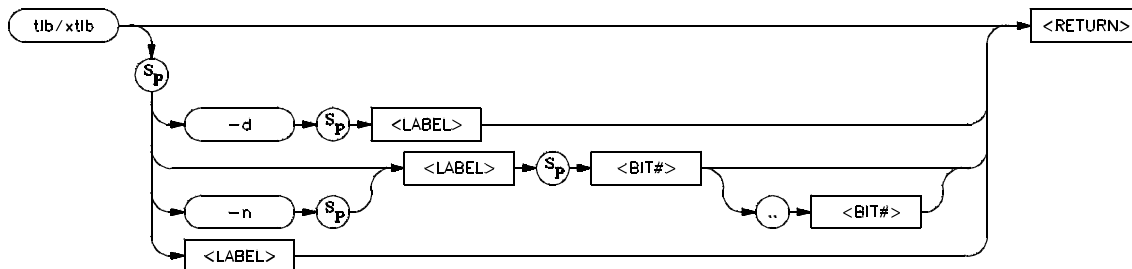 tlb/xtlb <RETURN>
Sp
-d Sp <LABEL>
<LABEL> Sp <BIT#>
-n Sp .. <BIT#>
<LABEL>